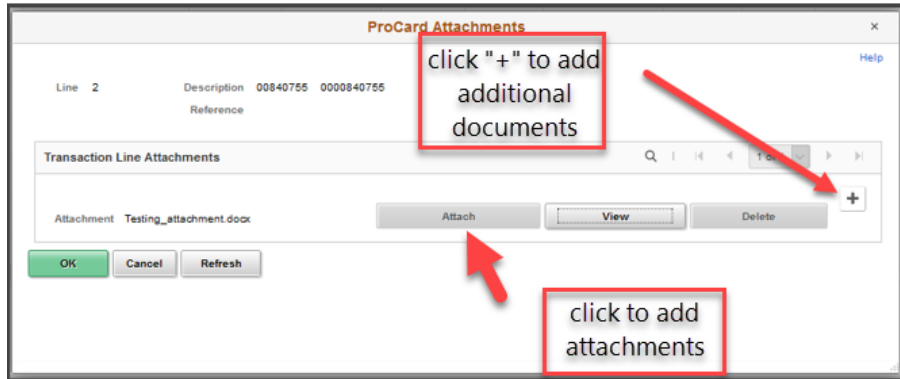 ProCard Attachments ×
Help
click "+" to add
additional
documents
Line 2 Description 00840755 0000840755
Reference
Transaction Line Attachments
Attachment Testing_attachment.docx Attach View Delete +
OK Cancel Refresh
click to add
attachments